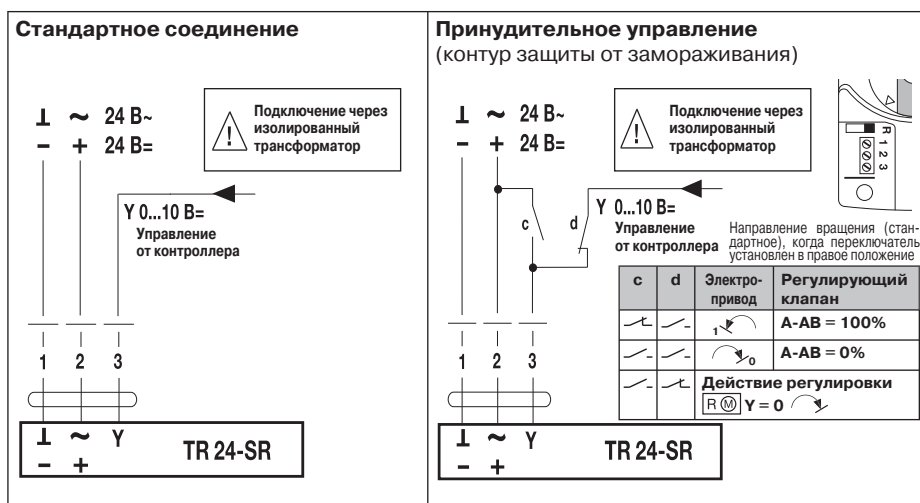 Стандартное соединение
⊥ ~ 24 В~
– + 24 В=
Подключение через
изолированный
трансформатор
Y 0...10 В=
Управление
от контроллера
1 2 3
⊥ ~ Y
– +
TR 24-SR
Принудительное управление
(контур защиты от замораживания)
⊥ ~ 24 В~
– + 24 В=
Подключение через
изолированный
трансформатор
R 1 2 3
c d
Y 0...10 В=
Управление
от контроллера
Направление вращения (стан-
дартное), когда переключатель
установлен в правое положение
c d Электро-
привод
Регулирующий
клапан
1 A-AB = 100%
0 A-AB = 0%
Действие регулировки
R M Y = 0
1 2 3
⊥ ~ Y
– +
TR 24-SR